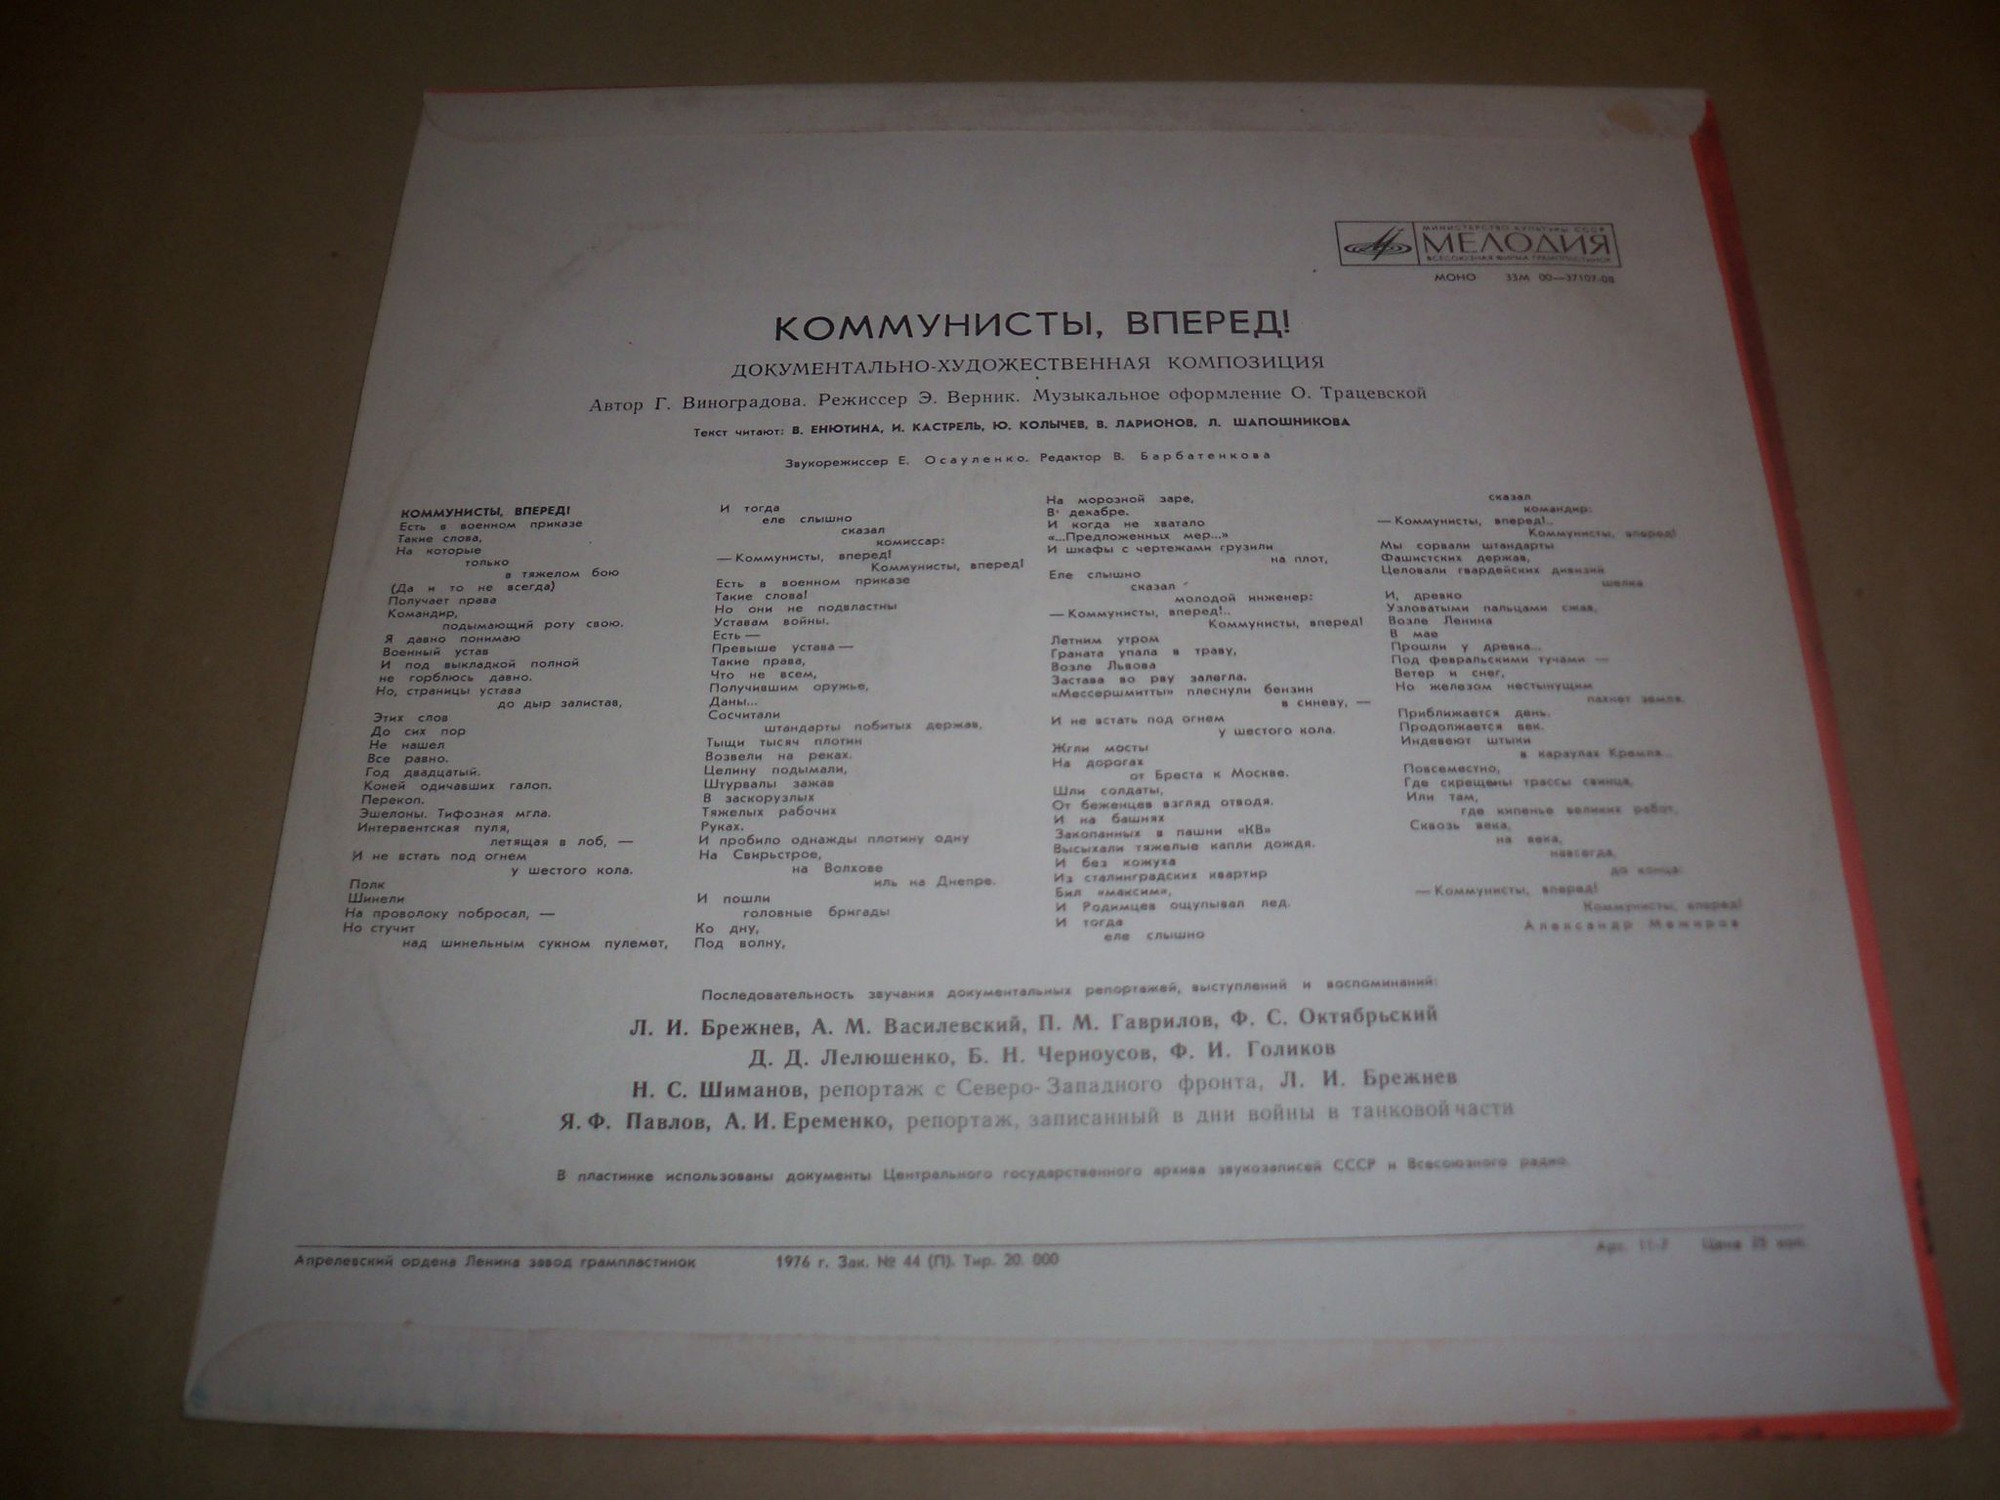 МИНИСТЕРСТВО КУЛЬТУРЫ СССР
МЕЛОДИЯ
ВСЕСОЮЗНАЯ ФИРМА ГРАМПЛАСТИНОК
МОНО 33М 00—37107-08
КОММУНИСТЫ, ВПЕРЕД!
ДОКУМЕНТАЛЬНО-ХУДОЖЕСТВЕННАЯ КОМПОЗИЦИЯ
Автор Г. Виноградова. Режиссер Э. Верник. Музыкальное оформление О. Трацевской
Текст читают: В. ЕНЮТИНА, И. КАСТРЕЛЬ, Ю. КОЛЫЧЕВ, В. ЛАРИОНОВ, Л. ШАПОШНИКОВА
Звукорежиссер Е. Осауленко. Редактор В. Барбатенкова
КОММУНИСТЫ, ВПЕРЕД!
Есть в военном приказе
Такие слова,
На которые
только
в тяжелом бою
(Да и то не всегда)
Получает права
Командир,
подымающий роту свою.
Я давно понимаю
Военный устав
И под выкладкой полной
не горблюсь давно.
Но, страницы устава
до дыр залистав,
Этих слов
До сих пор
Не нашел
Все равно.
Год двадцатый.
Коней одичавших галоп.
Перекоп.
Эшелоны. Тифозная мгла.
Интервентская пуля,
летящая в лоб, —
И не встать под огнем
у шестого кола.
Полк
Шинели
На проволоку побросал, —
Но стучит
над шинельным сукном пулемет,
И тогда
еле слышно
сказал
комиссар:
— Коммунисты, вперед!
Коммунисты, вперед!
Есть в военном приказе
Такие слова!
Но они не подвластны
Уставам войны.
Есть —
Превыше устава —
Такие права,
Что не всем,
Получившим оружье,
Даны...
Сосчитали
штандарты побитых держав,
Тыщи тысяч плотин
Возвели на реках.
Целину подымали,
Штурвалы зажав
В заскорузлых
Тяжелых рабочих
Руках.
И пробило однажды плотину одну
На Свирьстрое,
на Волхове
иль на Днепре.
И пошли
головные бригады
Ко дну,
Под волну,
На морозной заре,
В декабре.
И когда не хватало
«...Предложенных мер...»
И шкафы с чертежами грузили
на плот,
Еле слышно
сказал
молодой инженер:
— Коммунисты, вперед!..
Коммунисты, вперед!
Летним утром
Граната упала в траву,
Возле Львова
Застава во рву залегла.
«Мессершмитты» плеснули бензин
в синеву, —
И не встать под огнем
у шестого кола.
Жгли мосты
На дорогах
от Бреста к Москве.
Шли солдаты,
От беженцев взгляд отводя.
И на башнях
Закопанных в пашни «КВ»
Высыхали тяжелые капли дождя.
И без кожуха
Из сталинградских квартир
Бил «максим»,
И Родимцев ощупывал лед.
И тогда
еле слышно
сказал
командир:
— Коммунисты, вперед!..
Коммунисты, вперед!
Мы сорвали штандарты
Фашистских держав,
Целовали гвардейских дивизий
шелка
И, древко
Узловатыми пальцами сжав,
Возле Ленина
В мае
Прошли у древка...
Под февральскими тучами —
Ветер и снег,
Но железом нестынущим
пахнет земля.
Приближается день.
Продолжается век.
Индевеют штыки
в караулах Кремля...
Повсеместно,
Где скрещены трассы свинца,
Или там,
где кипенье великих работ,
Сквозь века,
на века,
навсегда,
до конца:
— Коммунисты, вперед!
Коммунисты, вперед!
Александр Межиров
Последовательность звучания документальных репортажей, выступлений и воспоминаний:
Л. И. Брежнев, А. М. Василевский, П. М. Гаврилов, Ф. С. Октябрьский
Д. Д. Лелюшенко, Б. Н. Черноусов, Ф. И. Голиков
Н. С. Шиманов, репортаж с Северо-Западного фронта, Л. И. Брежнев
Я. Ф. Павлов, А. И. Еременко, репортаж, записанный в дни войны в танковой части
В пластинке использованы документы Центрального государственного архива звукозаписей СССР и Всесоюзного радио.
Апрелевский ордена Ленина завод грампластинок 1976 г. Зак. № 44 (П). Тир. 20 000
Арт. 11-7 Цена коп.